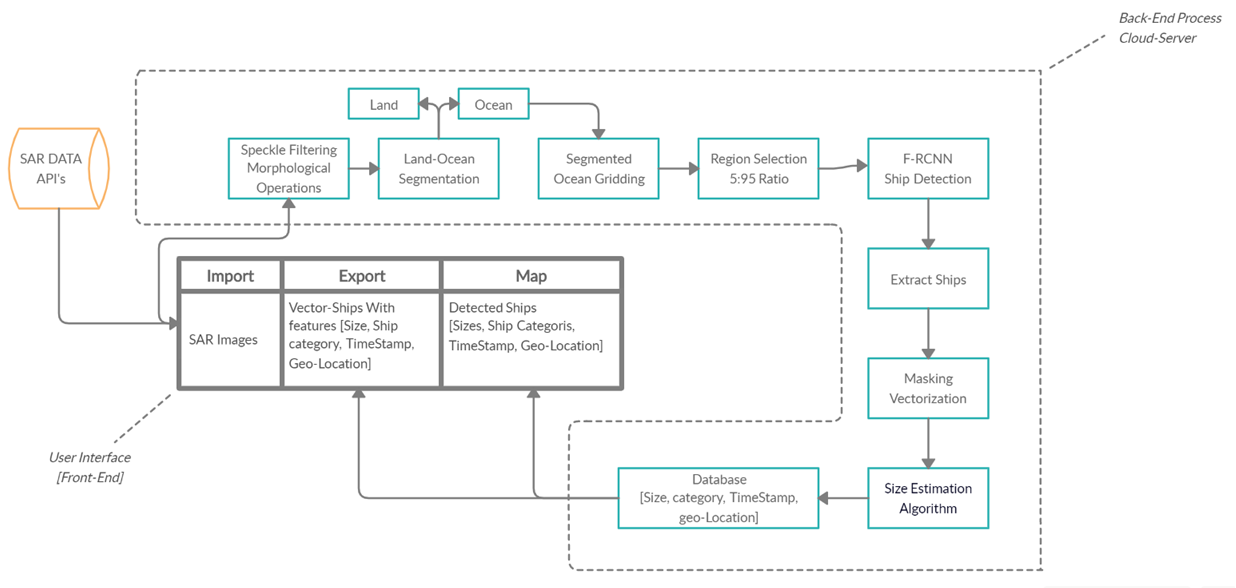 Back-End Process
Cloud-Server
Land
Ocean
SAR DATA
API's
Speckle Filtering
Morphological
Operations
Land-Ocean
Segmentation
Segmented
Ocean Gridding
Region Selection
5:95 Ratio
F-RCNN
Ship Detection
Extract Ships
Import
Export
Map
SAR Images
Vector-Ships With
features [Size, Ship
category, TimeStamp,
Geo-Location]
Detected Ships
[Sizes, Ship Categoris,
TimeStamp, Geo-Location]
Masking
Vectorization
User Interface
[Front-End]
Database
[Size, category, TimeStamp,
geo-Location]
Size Estimation
Algorithm